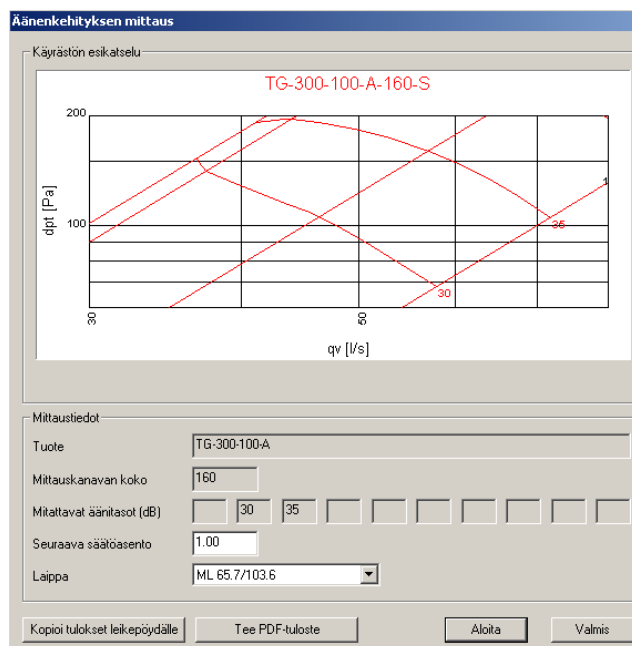 Äänenkehityksen mittaus
Käyrästön esikatselu
TG-300-100-A-160-S
200
dpt [Pa]
100
1
35
30
30
50
qv [l/s]
Mittaustiedot
Tuote TG-300-100-A
Mittauskanavan koko 160
Mitattavat äänitasot (dB) 30 35
Seuraava säätöasento 1.00
Laippa ML 65.7/103.6
Kopioi tulokset leikepöydälle Tee PDF-tuloste Aloita Valmis